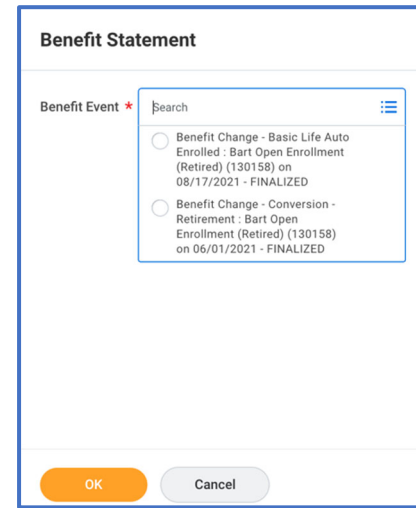 Benefit Statement
Benefit Event *
Search
Benefit Change - Basic Life Auto
Enrolled : Bart Open Enrollment
(Retired) (130158) on
08/17/2021 - FINALIZED
Benefit Change - Conversion -
Retirement : Bart Open
Enrollment (Retired) (130158)
on 06/01/2021 - FINALIZED
OK
Cancel